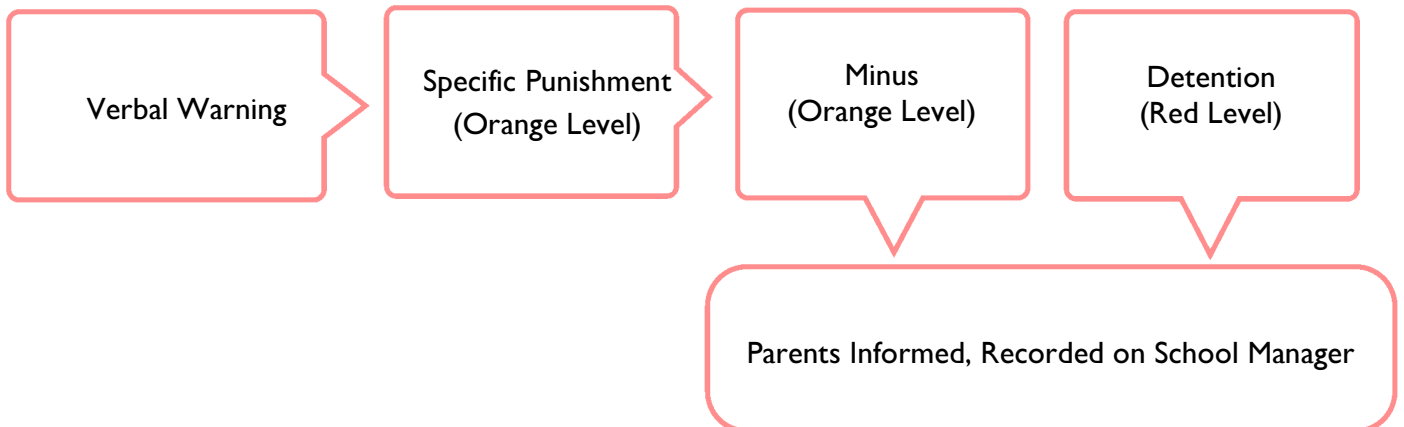 Verbal Warning
Specific Punishment
(Orange Level)
Minus
(Orange Level)
Detention
(Red Level)
Parents Informed, Recorded on School Manager